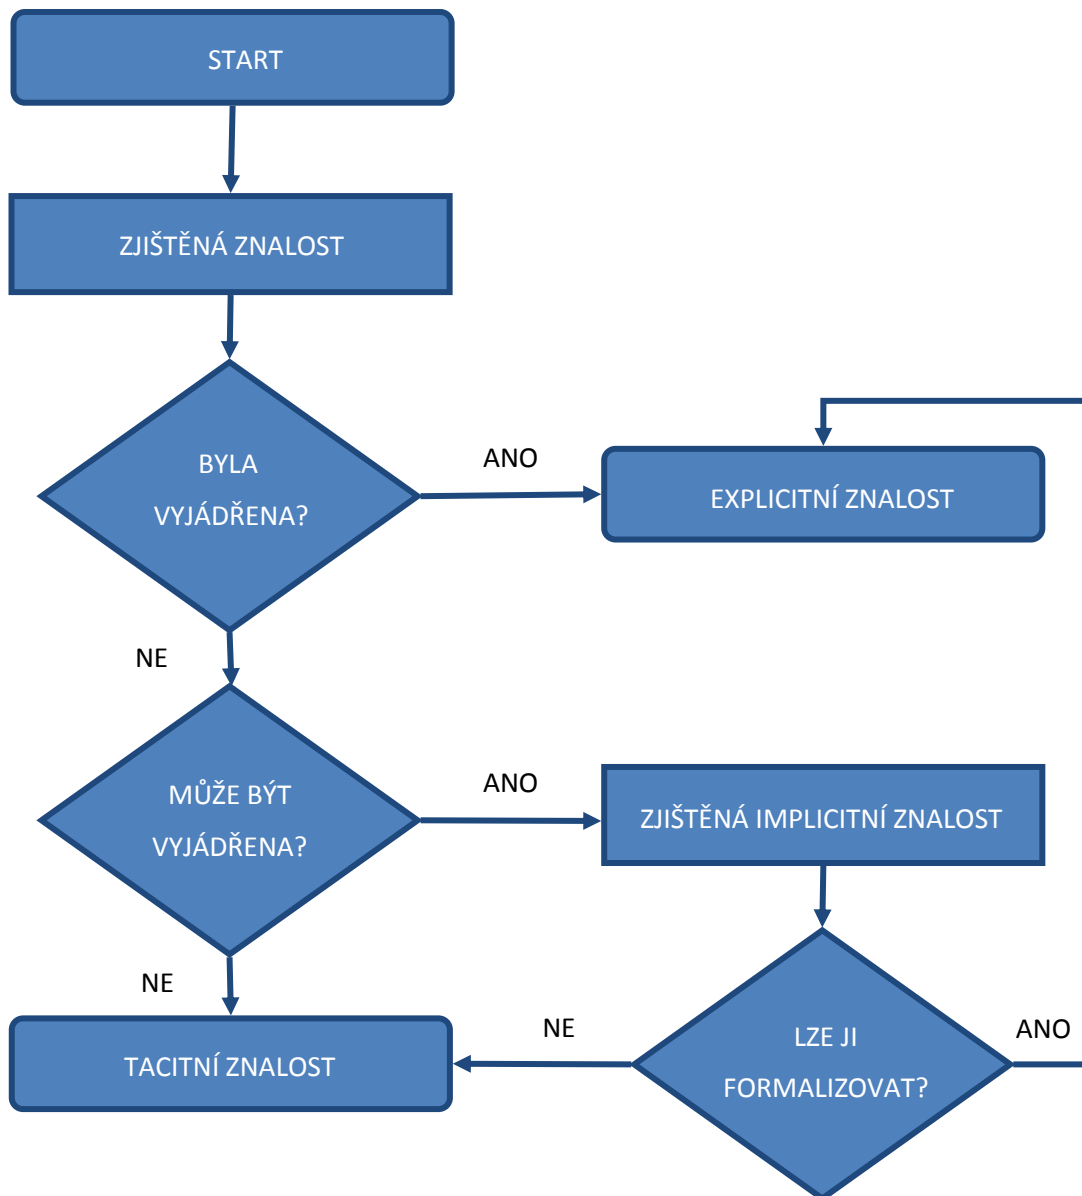 START
ZJIŠTĚNÁ ZNALOST
BYLA
VYJÁDŘENA?
ANO
EXPLICITNÍ ZNALOST
NE
MŮŽE BÝT
VYJÁDŘENA?
ANO
ZJIŠTĚNÁ IMPLICITNÍ ZNALOST
NE
TACITNÍ ZNALOST
NE
LZE JI
FORMALIZOVAT?
ANO